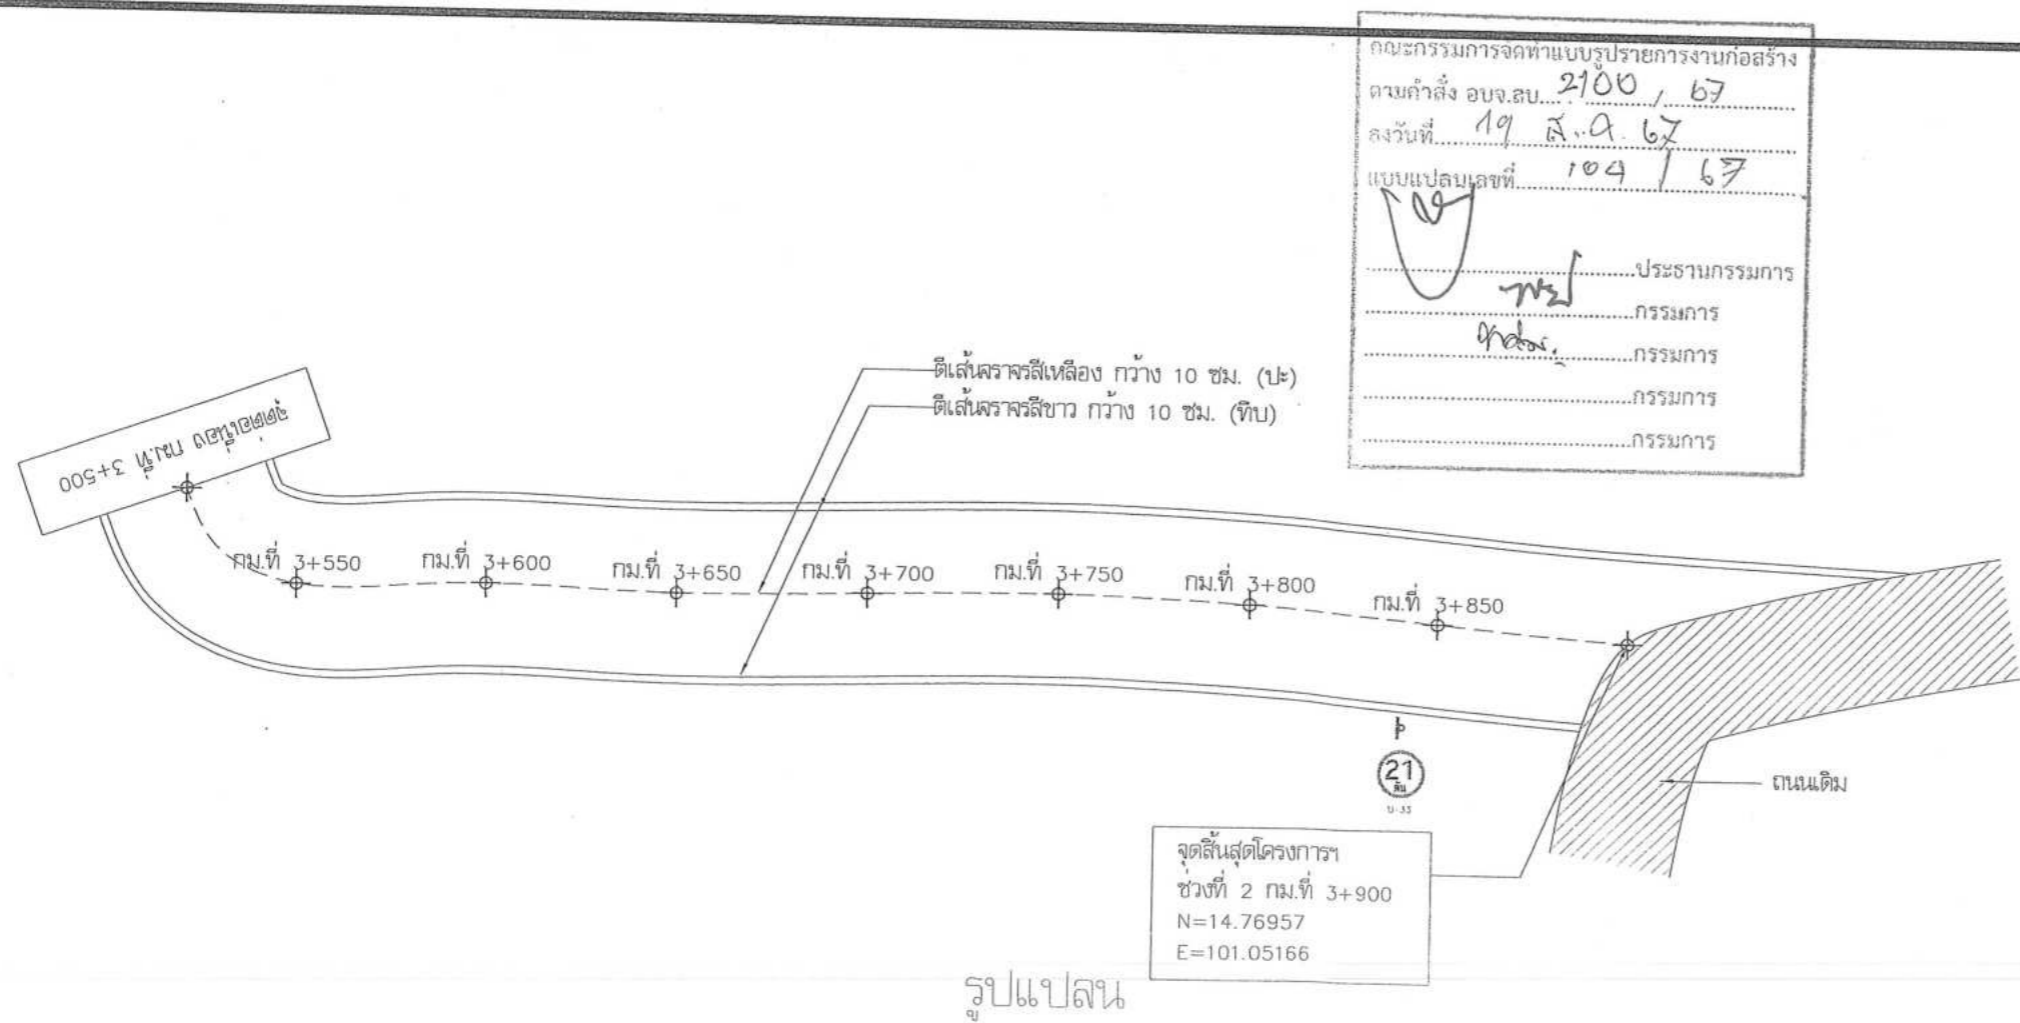 คณะกรรมการจัดทำแบบรูปรายการงานก่อสร้าง
ตามคำสั่ง อบจ.ลบ. 2100 / 67
ลงวันที่ 19 ส.ค. 67
แบบแปลนเลขที่ 104 / 67
ประธานกรรมการ
กรรมการ
กรรมการ
กรรมการ
กรรมการ
ตีเส้นจราจรสีเหลือง กว้าง 10 ซม. (ปะ)
ตีเส้นจราจรสีขาว กว้าง 10 ซม. (ทึบ)
จุดต่อเนื่อง กม.ที่ 3+500
กม.ที่ 3+550
กม.ที่ 3+600
กม.ที่ 3+650
กม.ที่ 3+700
กม.ที่ 3+750
กม.ที่ 3+800
กม.ที่ 3+850
21
ตัน
บ-33
ถนนเดิม
จุดสิ้นสุดโครงการฯ
ช่วงที่ 2 กม.ที่ 3+900
N=14.76957
E=101.05166
รูปแปลน